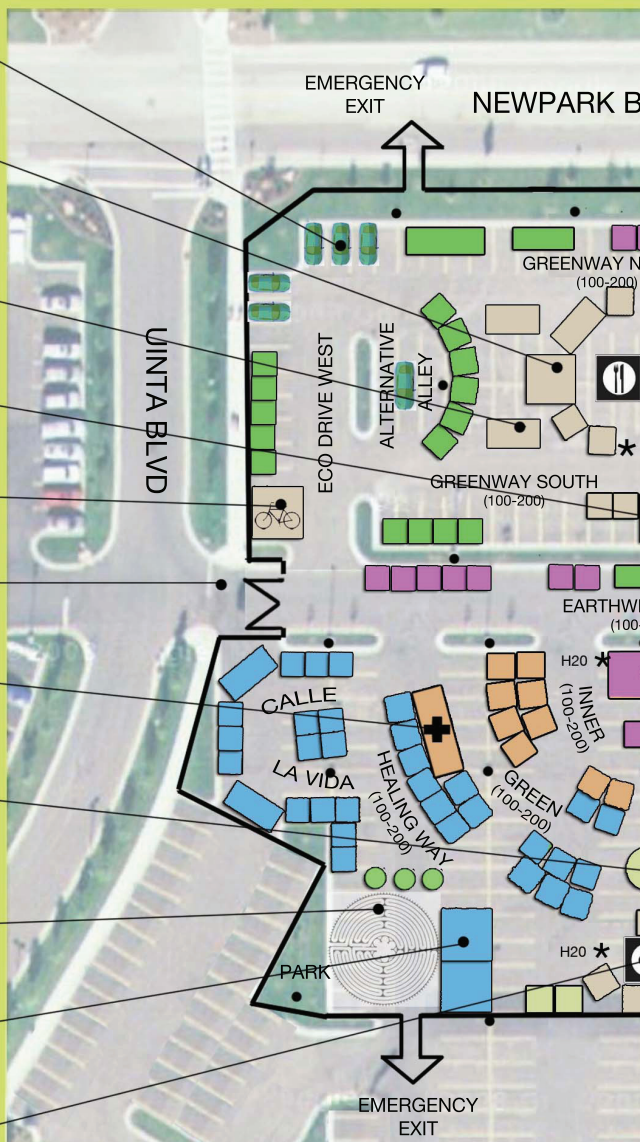 EMERGENCY
EXIT
NEWPARK B
GREENWAY N
(100-200)
UINTA BLVD
ECO DRIVE WEST
ALTERNATIVE
ALLEY
*
GREENWAY SOUTH
(100-200)
EARTHW
(100-
H20 *
CALLE
LA VIDA
HEALING WAY
(100-200)
INNER
(100-200)
GREEN
(100-200)
H20 *
PARK
EMERGENCY
EXIT